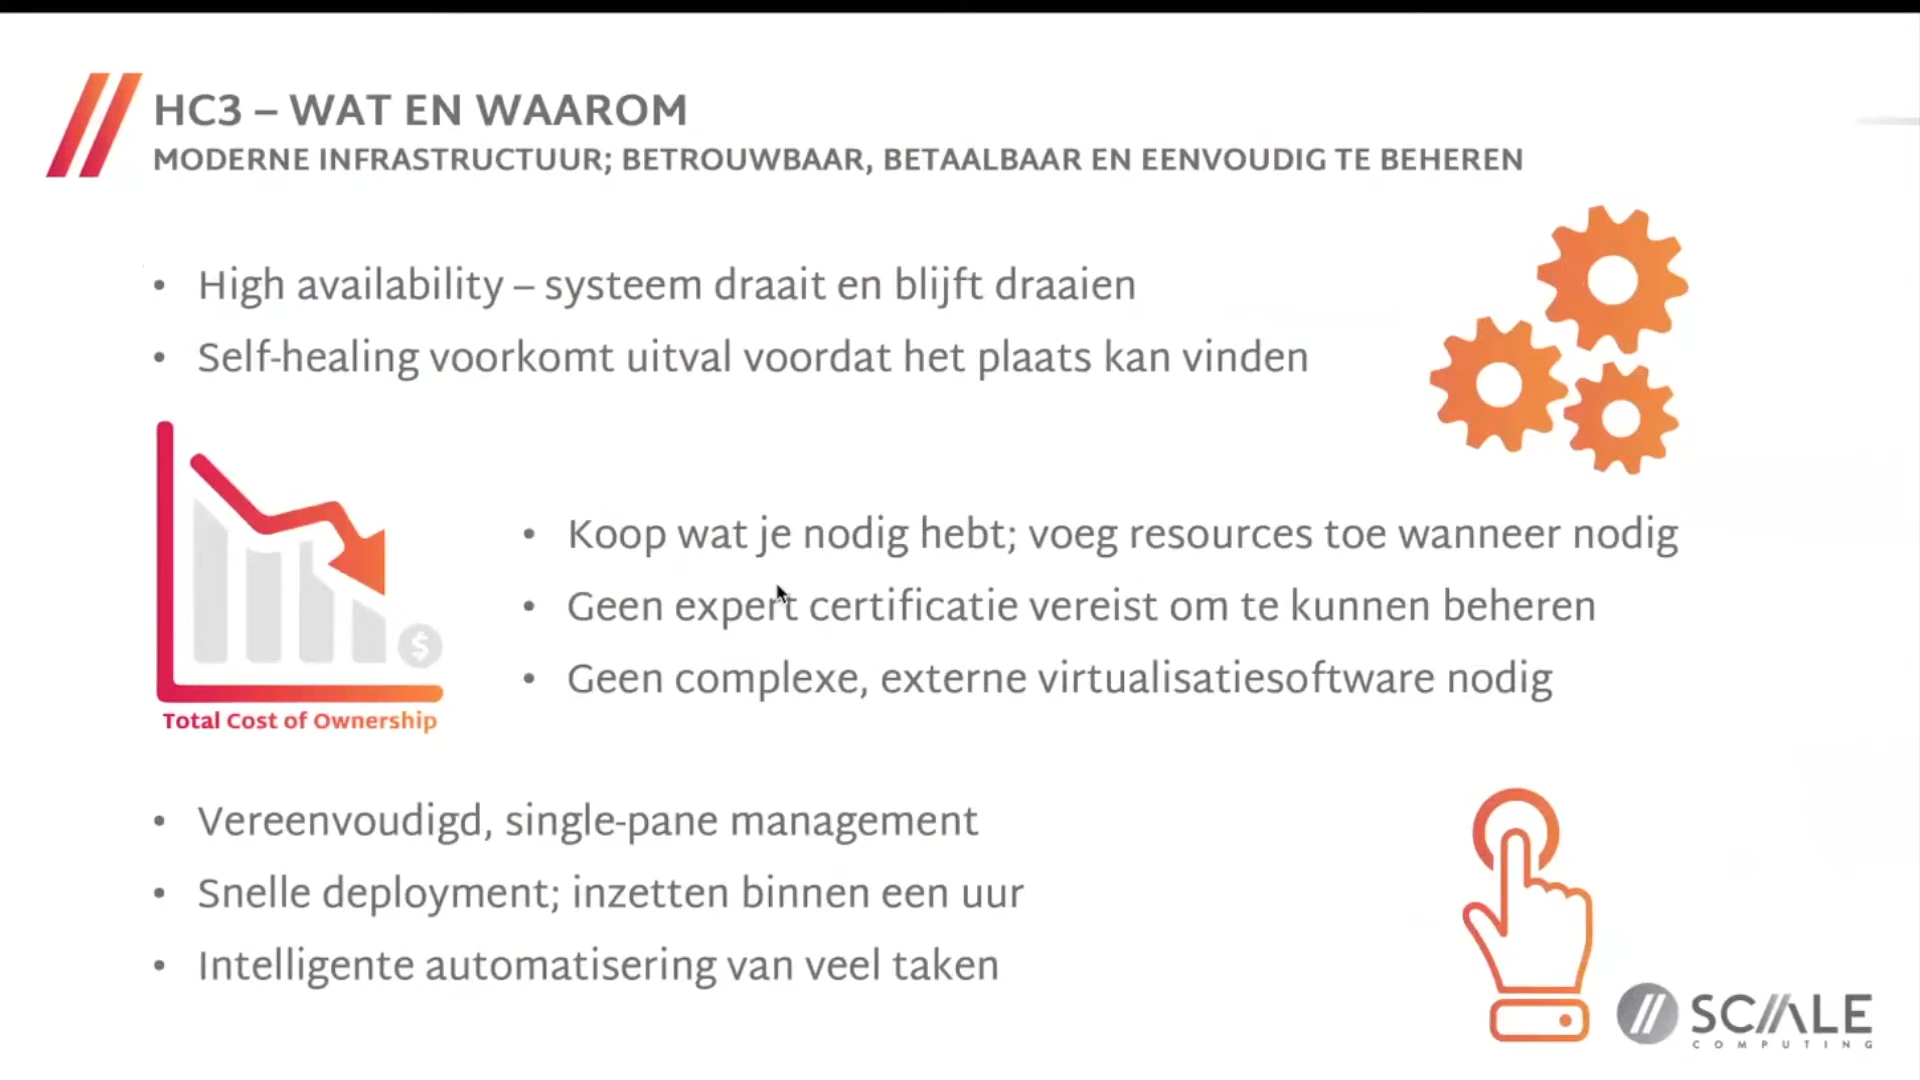 HC3 – WAT EN WAAROM
MODERNE INFRASTRUCTUUR; BETROUWBAAR, BETAALBAAR EN EENVOUDIG TE BEHEREN
• High availability – systeem draait en blijft draaien
• Self-healing voorkomt uitval voordat het plaats kan vinden
• Koop wat je nodig hebt; voeg resources toe wanneer nodig
• Geen expert certificatie vereist om te kunnen beheren
• Geen complexe, externe virtualisatiesoftware nodig
$
Total Cost of Ownership
• Vereenvoudigd, single-pane management
• Snelle deployment; inzetten binnen een uur
• Intelligente automatisering van veel taken
SCALE
COMPUTING